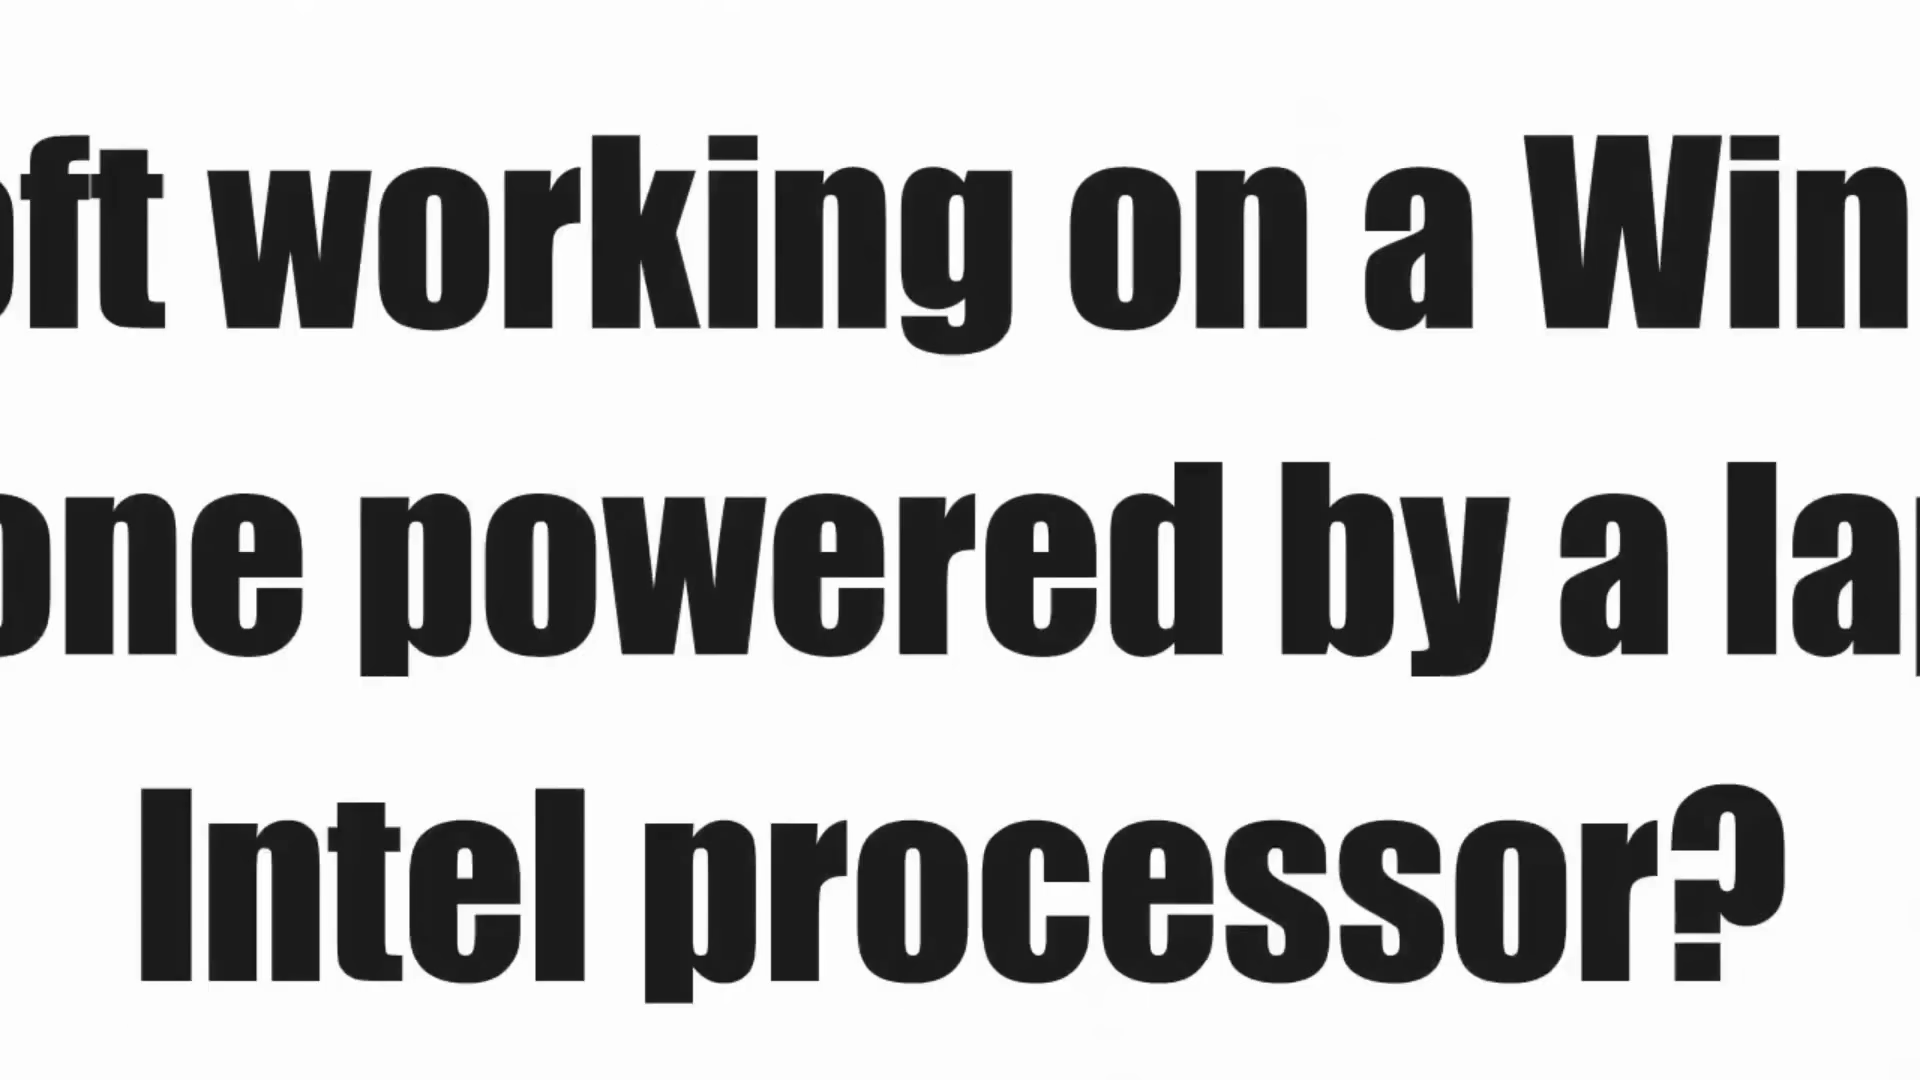 oft working on a Win
one powered by a la
Intel processor?